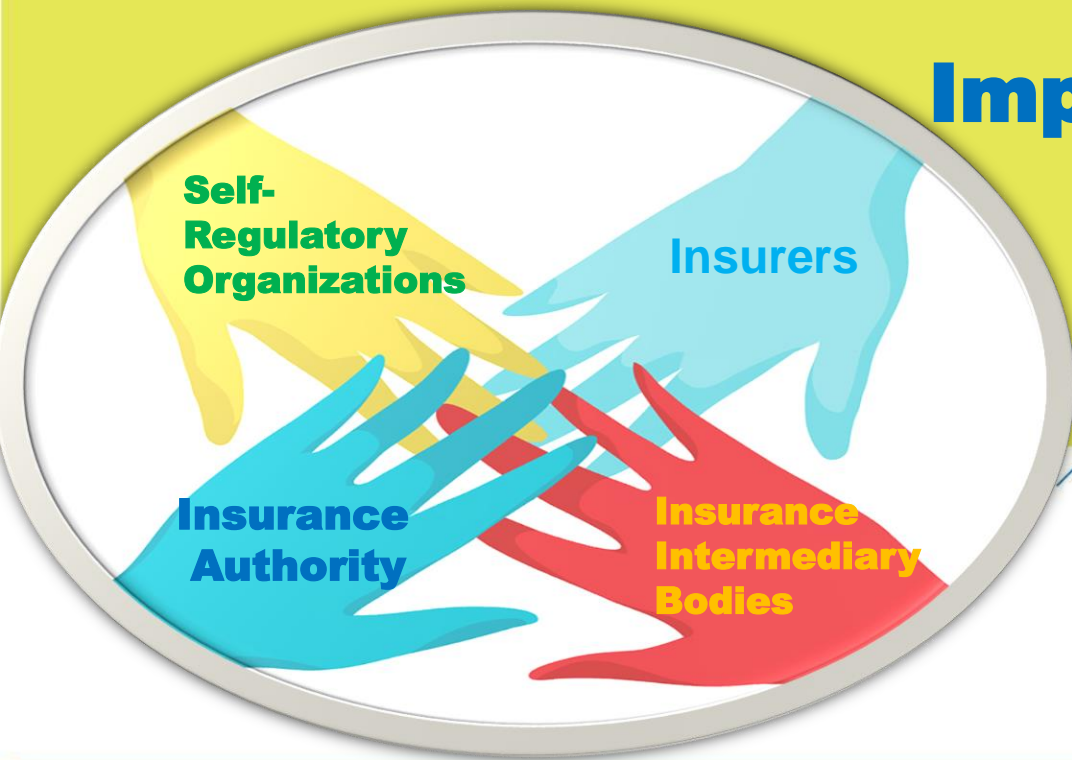 Imp
Self-
Regulatory
Organizations
Insurers
Insurance
Authority
Insurance
Intermediary
Bodies